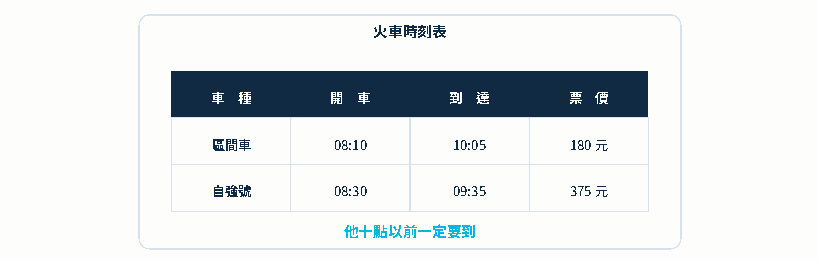 火車時刻表
車 種 開 車 到 達 票 價
區間車 08:10 10:05 180 元
自強號 08:30 09:35 375 元
他十點以前一定要到